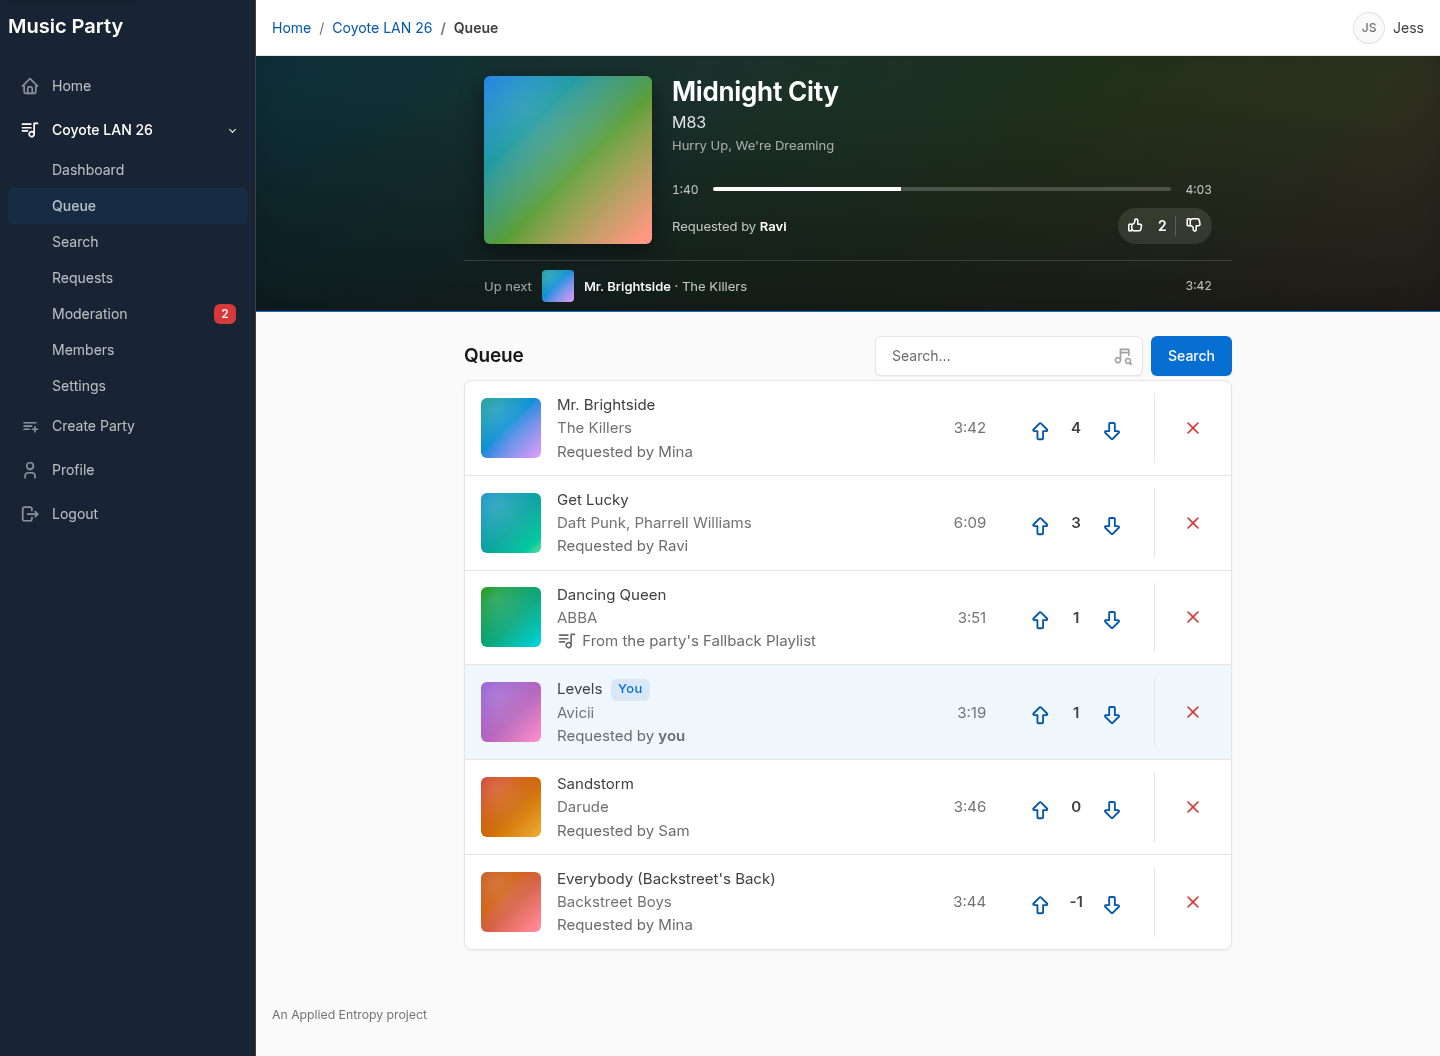 Music Party
Home
Coyote LAN 26
Dashboard
Queue
Search
Requests
Moderation 2
Members
Settings
Create Party
Profile
Logout
Home / Coyote LAN 26 / Queue
JS Jess
Midnight City
M83
Hurry Up, We're Dreaming
1:40 4:03
Requested by Ravi 2
Up next Mr. Brightside · The Killers 3:42
Queue Search... Search
Mr. Brightside
The Killers 3:42 4
Requested by Mina
Get Lucky
Daft Punk, Pharrell Williams 6:09 3
Requested by Ravi
Dancing Queen
ABBA 3:51 1
From the party's Fallback Playlist
Levels You
Avicii 3:19 1
Requested by you
Sandstorm
Darude 3:46 0
Requested by Sam
Everybody (Backstreet's Back)
Backstreet Boys 3:44 -1
Requested by Mina
An Applied Entropy project